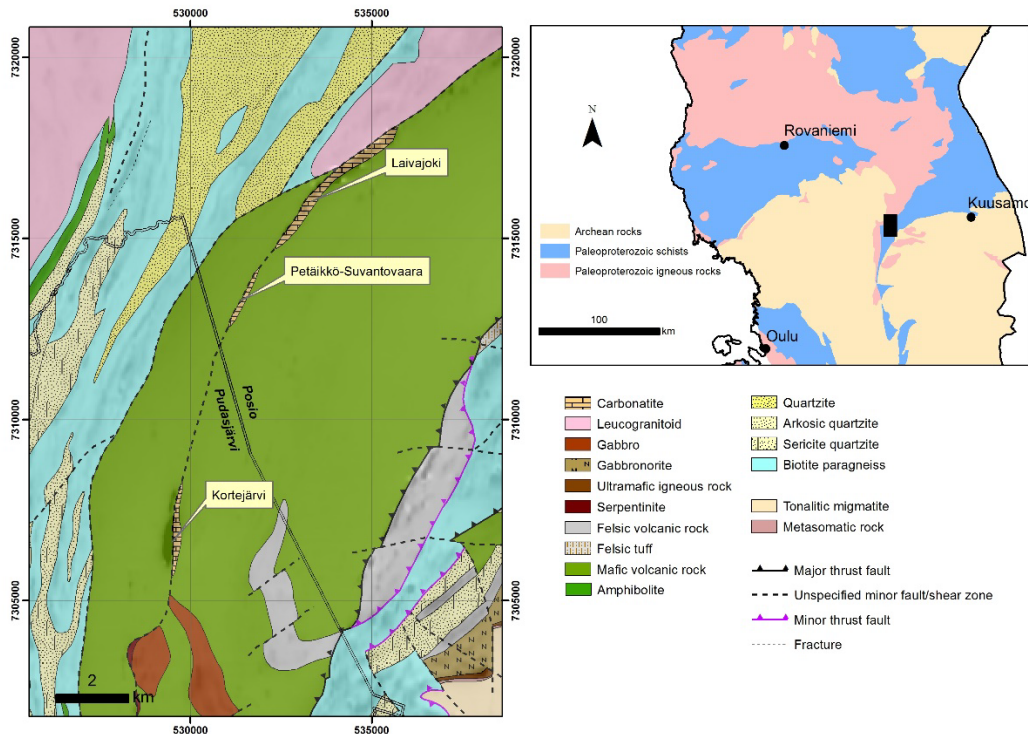 530000
535000
7320000
7320000
Laivajoki
7315000
7315000
Petäikkö-Suvantovaara
Posio
Pudasjärvi
7310000
7310000
Kortejärvi
7305000
7305000
2
km
530000
535000
N
Rovaniemi
Kuusamo
Archean rocks
Paleoproterozoic schists
Paleoproterozoic igneous rocks
100
km
Oulu
Carbonatite
Leucogranitoid
Gabbro
Gabbronorite
Ultramafic igneous rock
Serpentinite
Felsic volcanic rock
Felsic tuff
Mafic volcanic rock
Amphibolite
Quartzite
Arkosic quartzite
Sericite quartzite
Biotite paragneiss
Tonalitic migmatite
Metasomatic rock
Major thrust fault
Unspecified minor fault/shear zone
Minor thrust fault
Fracture